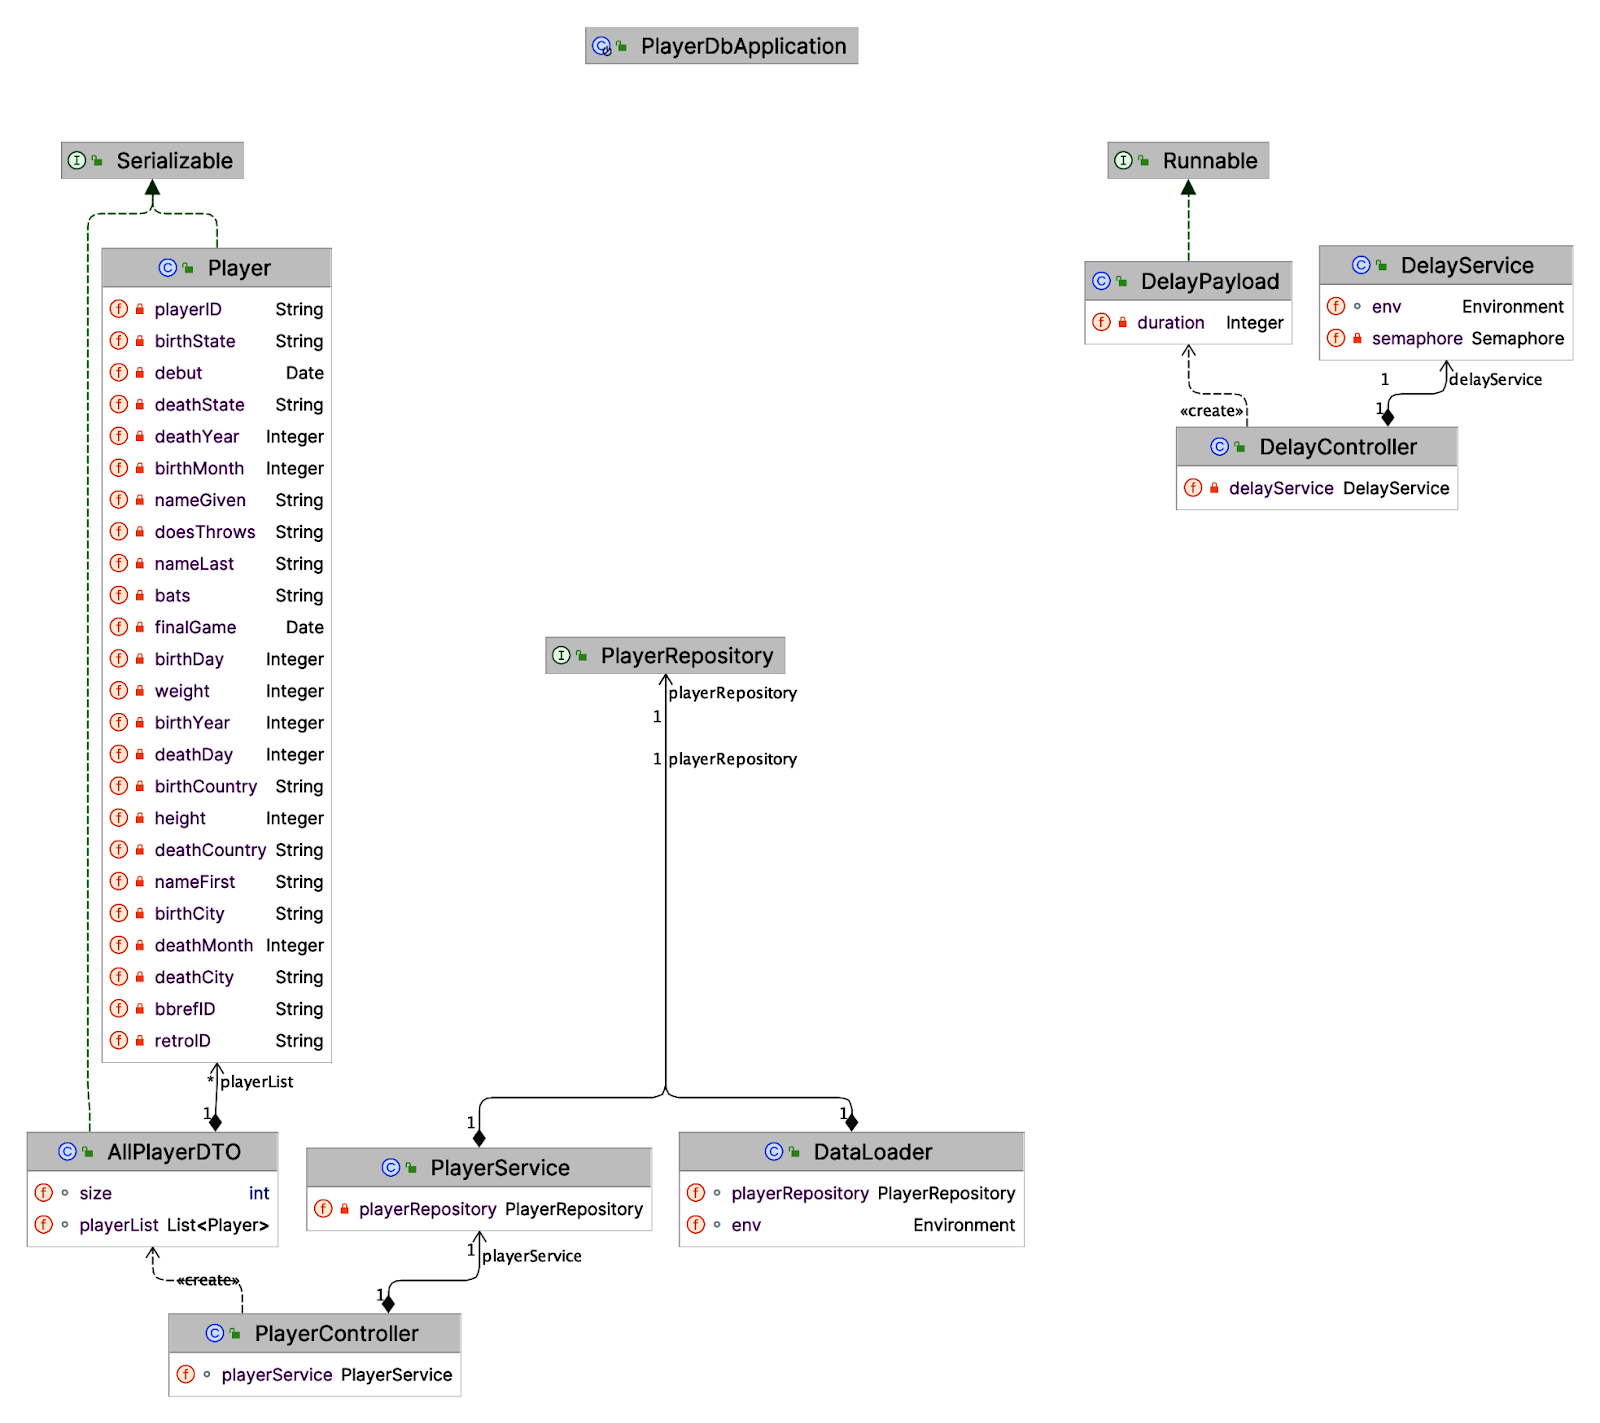 PlayerDbApplication
Serializable
Player
playerID String
birthState String
debut Date
deathState String
deathYear Integer
birthMonth Integer
nameGiven String
doesThrows String
nameLast String
bats String
finalGame Date
birthDay Integer
weight Integer
birthYear Integer
deathDay Integer
birthCountry String
height Integer
deathCountry String
nameFirst String
birthCity String
deathMonth Integer
deathCity String
bbrefID String
retroID String
* playerList
1
AllPlayerDTO
size int
playerList List<Player>
«create»
PlayerController
playerService PlayerService
1
1 playerService
PlayerService
playerRepository PlayerRepository
1
PlayerRepository
playerRepository
1
1 playerRepository
1
DataLoader
playerRepository PlayerRepository
env Environment
Runnable
DelayPayload
duration Integer
«create»
DelayService
env Environment
semaphore Semaphore
1 delayService
1
DelayController
delayService DelayService